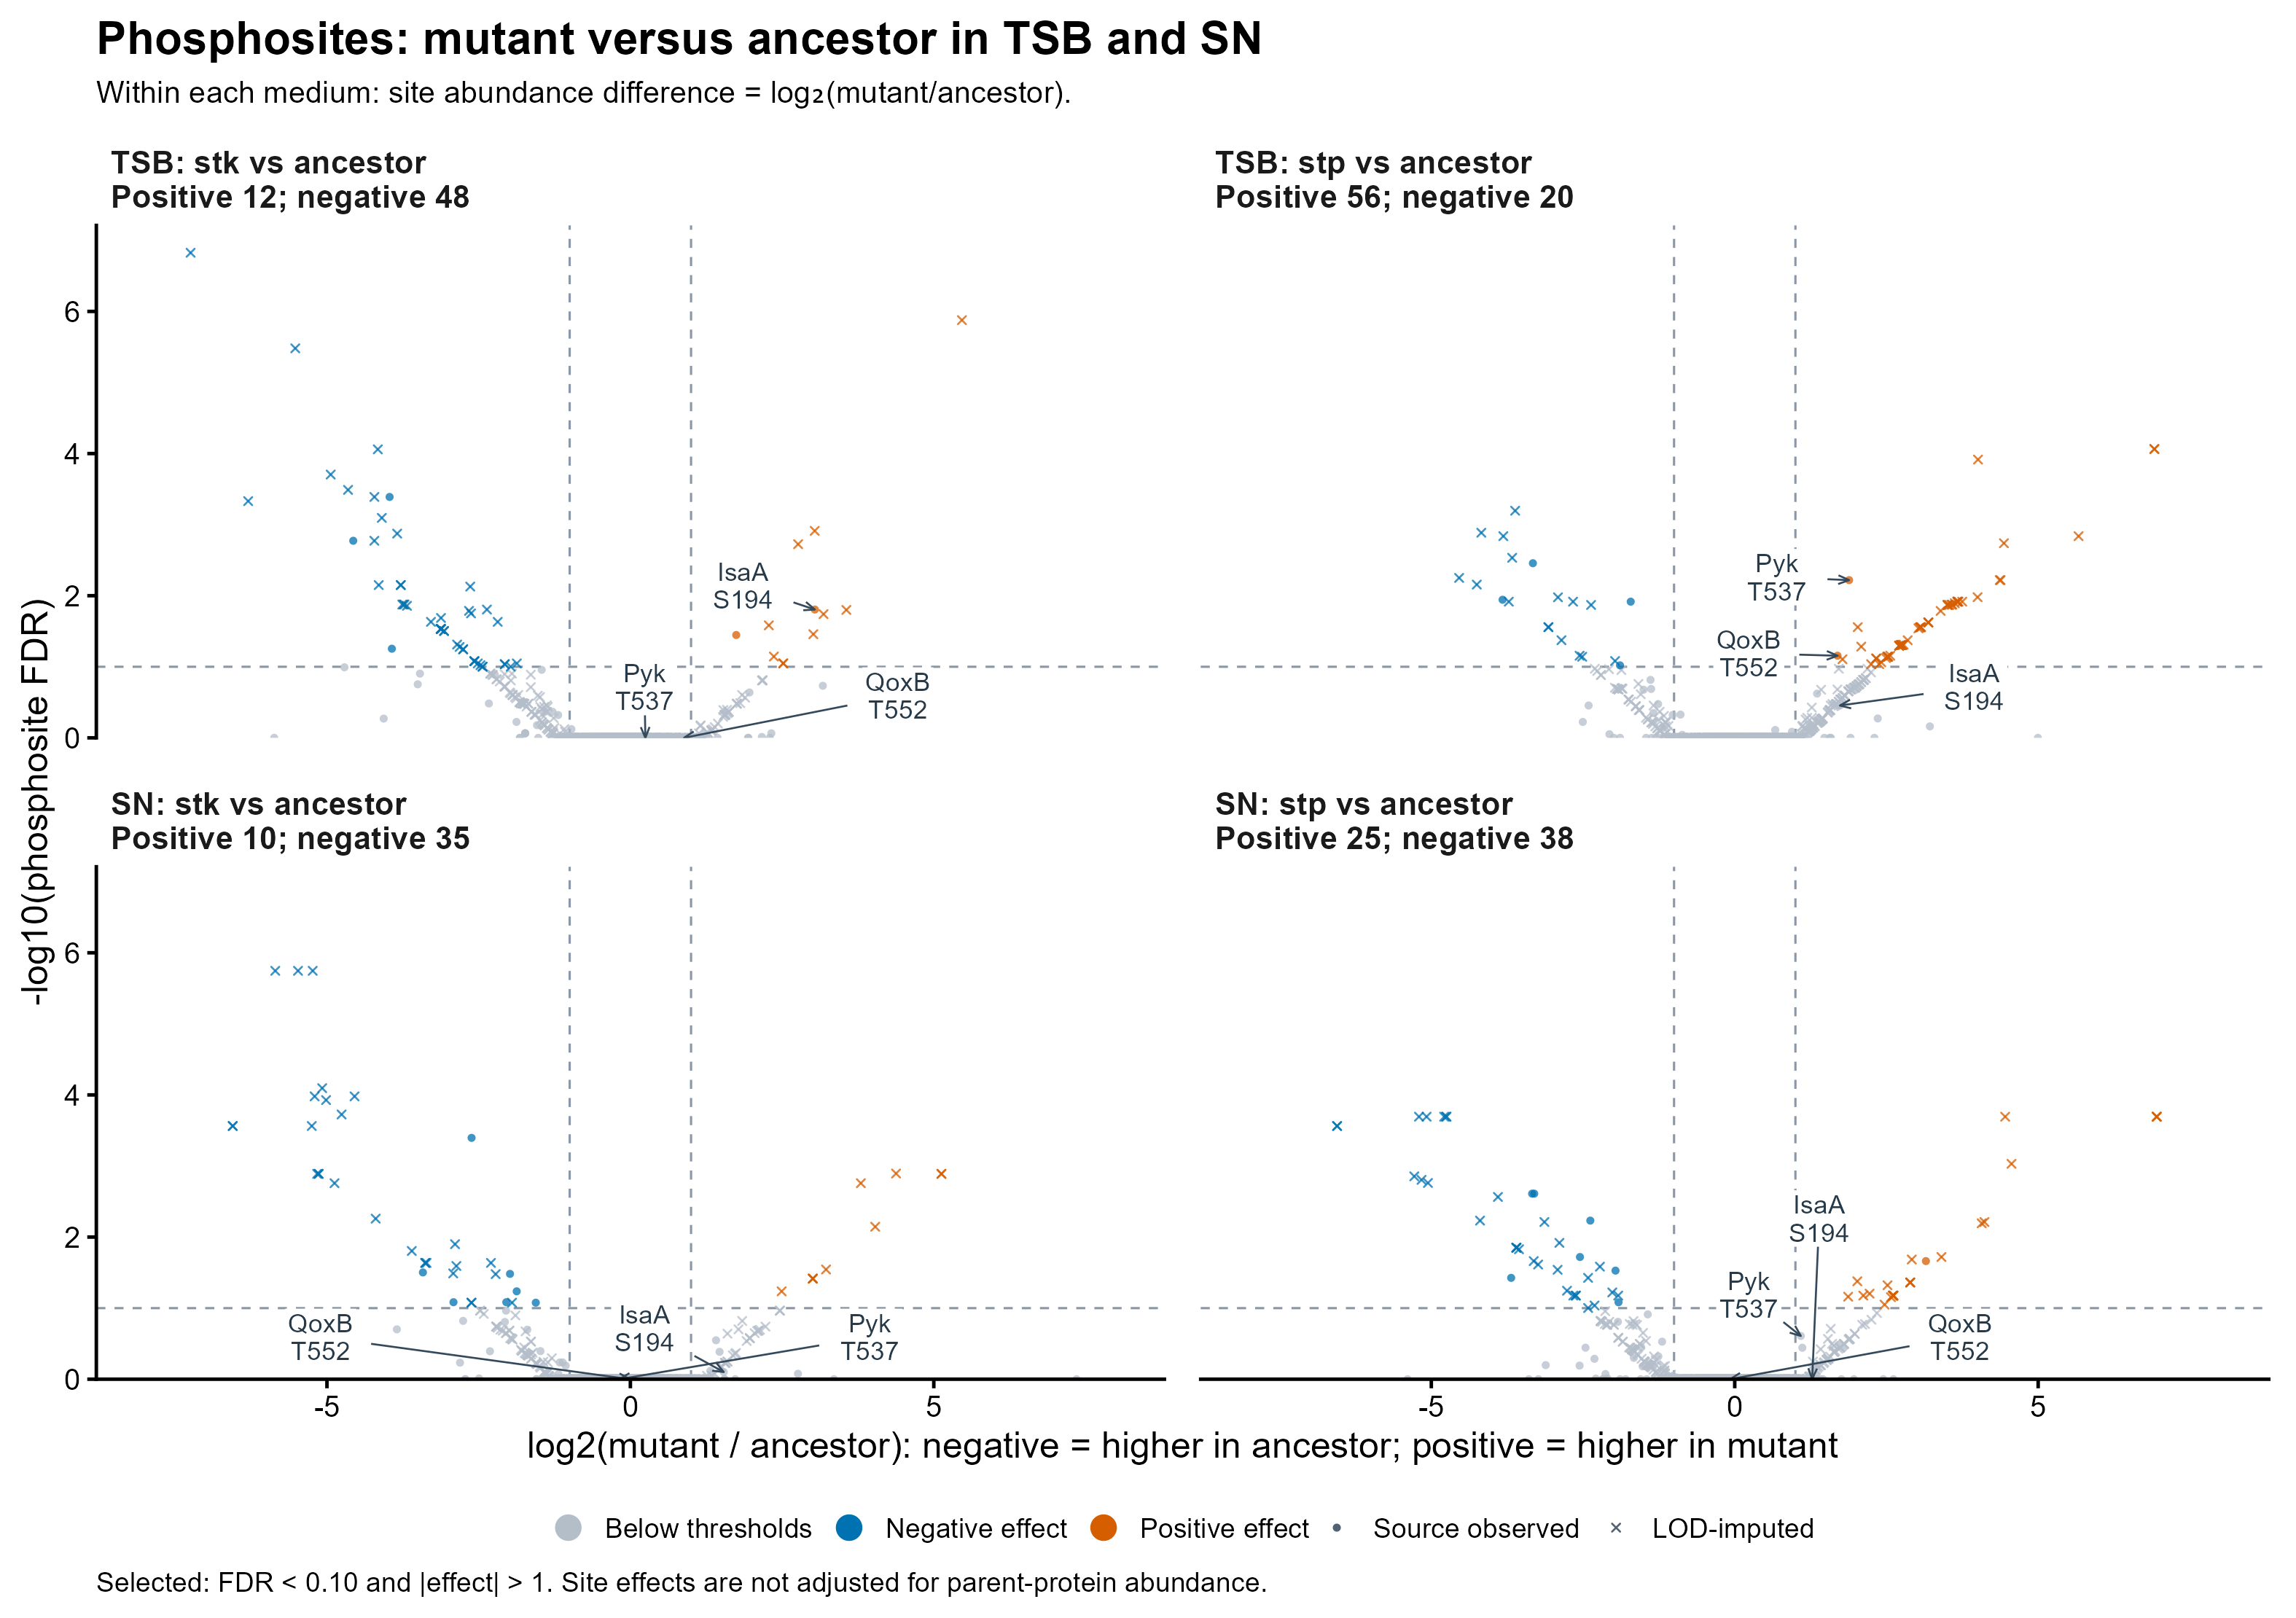 Phosphosites: mutant versus ancestor in TSB and SN
Within each medium: site abundance difference = log₂(mutant/ancestor).
TSB: stk vs ancestor
Positive 12; negative 48
TSB: stp vs ancestor
Positive 56; negative 20
-log10(phosphosite FDR)
6
4
2
0
IsaA
S194
Pyk
T537
QoxB
T552
Pyk
T537
QoxB
T552
IsaA
S194
SN: stk vs ancestor
Positive 10; negative 35
SN: stp vs ancestor
Positive 25; negative 38
6
4
2
0
QoxB
T552
IsaA
S194
Pyk
T537
IsaA
S194
Pyk
T537
QoxB
T552
-5
0
5
-5
0
5
log2(mutant / ancestor): negative = higher in ancestor; positive = higher in mutant
Below thresholds
Negative effect
Positive effect
Source observed
LOD-imputed
Selected: FDR < 0.10 and |effect| > 1. Site effects are not adjusted for parent-protein abundance.